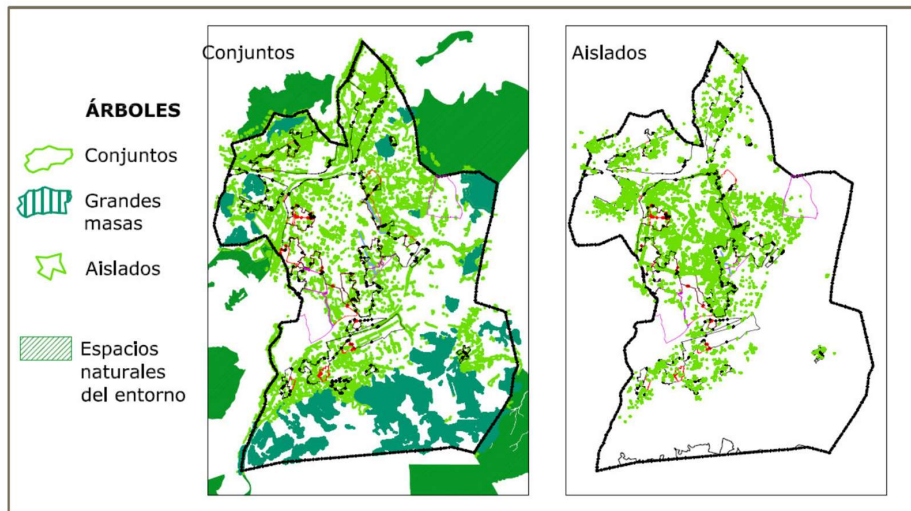 Conjuntos
Aislados
ÁRBOLES
Conjuntos
Grandes
masas
Aislados
Espacios
naturales
del entorno